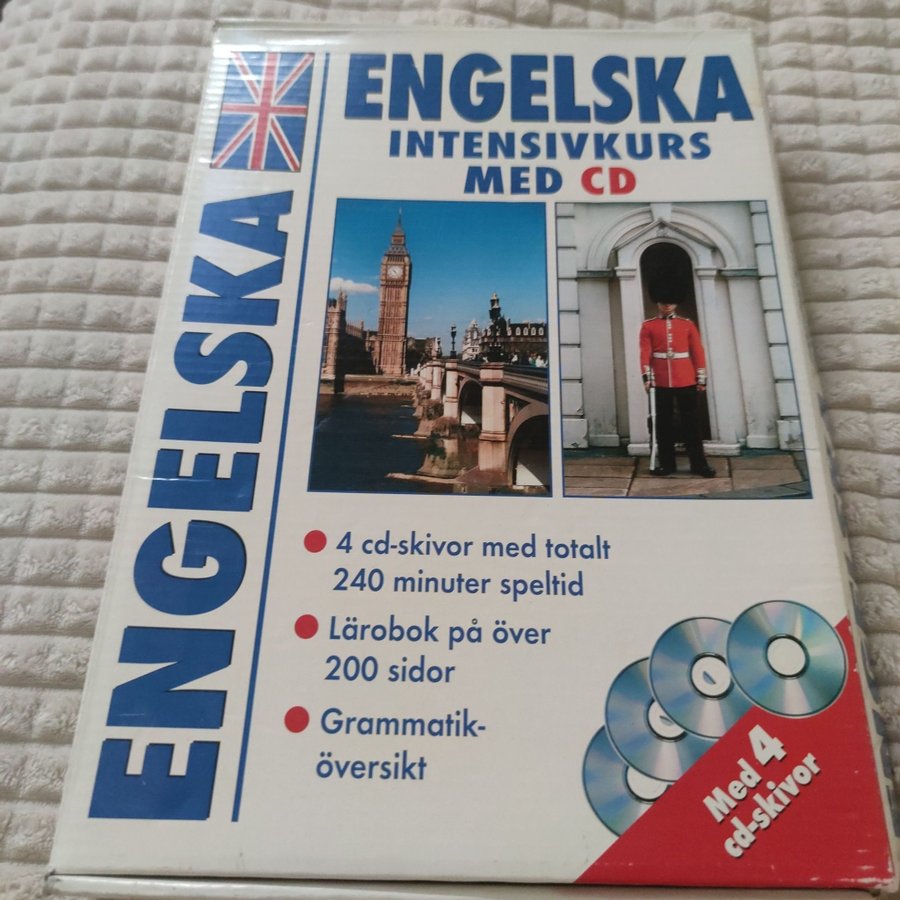 ENGELSKA
ENGELSKA
INTENSIVKURS
MED CD
4 cd-skivor med totalt
240 minuter speltid
Lärobok på över
200 sidor
Grammatik-
översikt
Med 4
cd-skivor